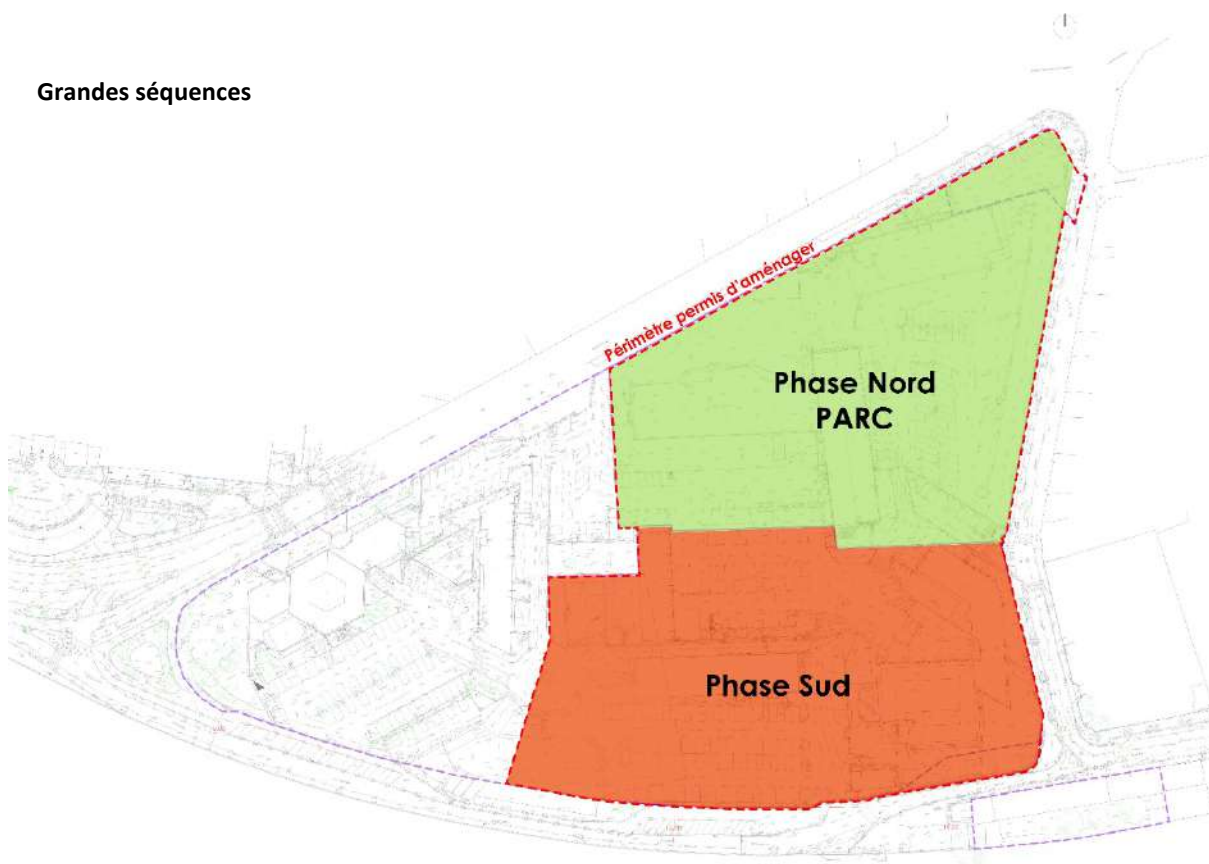 Grandes séquences
Périmètre permis d'aménager
Phase Nord
PARC
Phase Sud